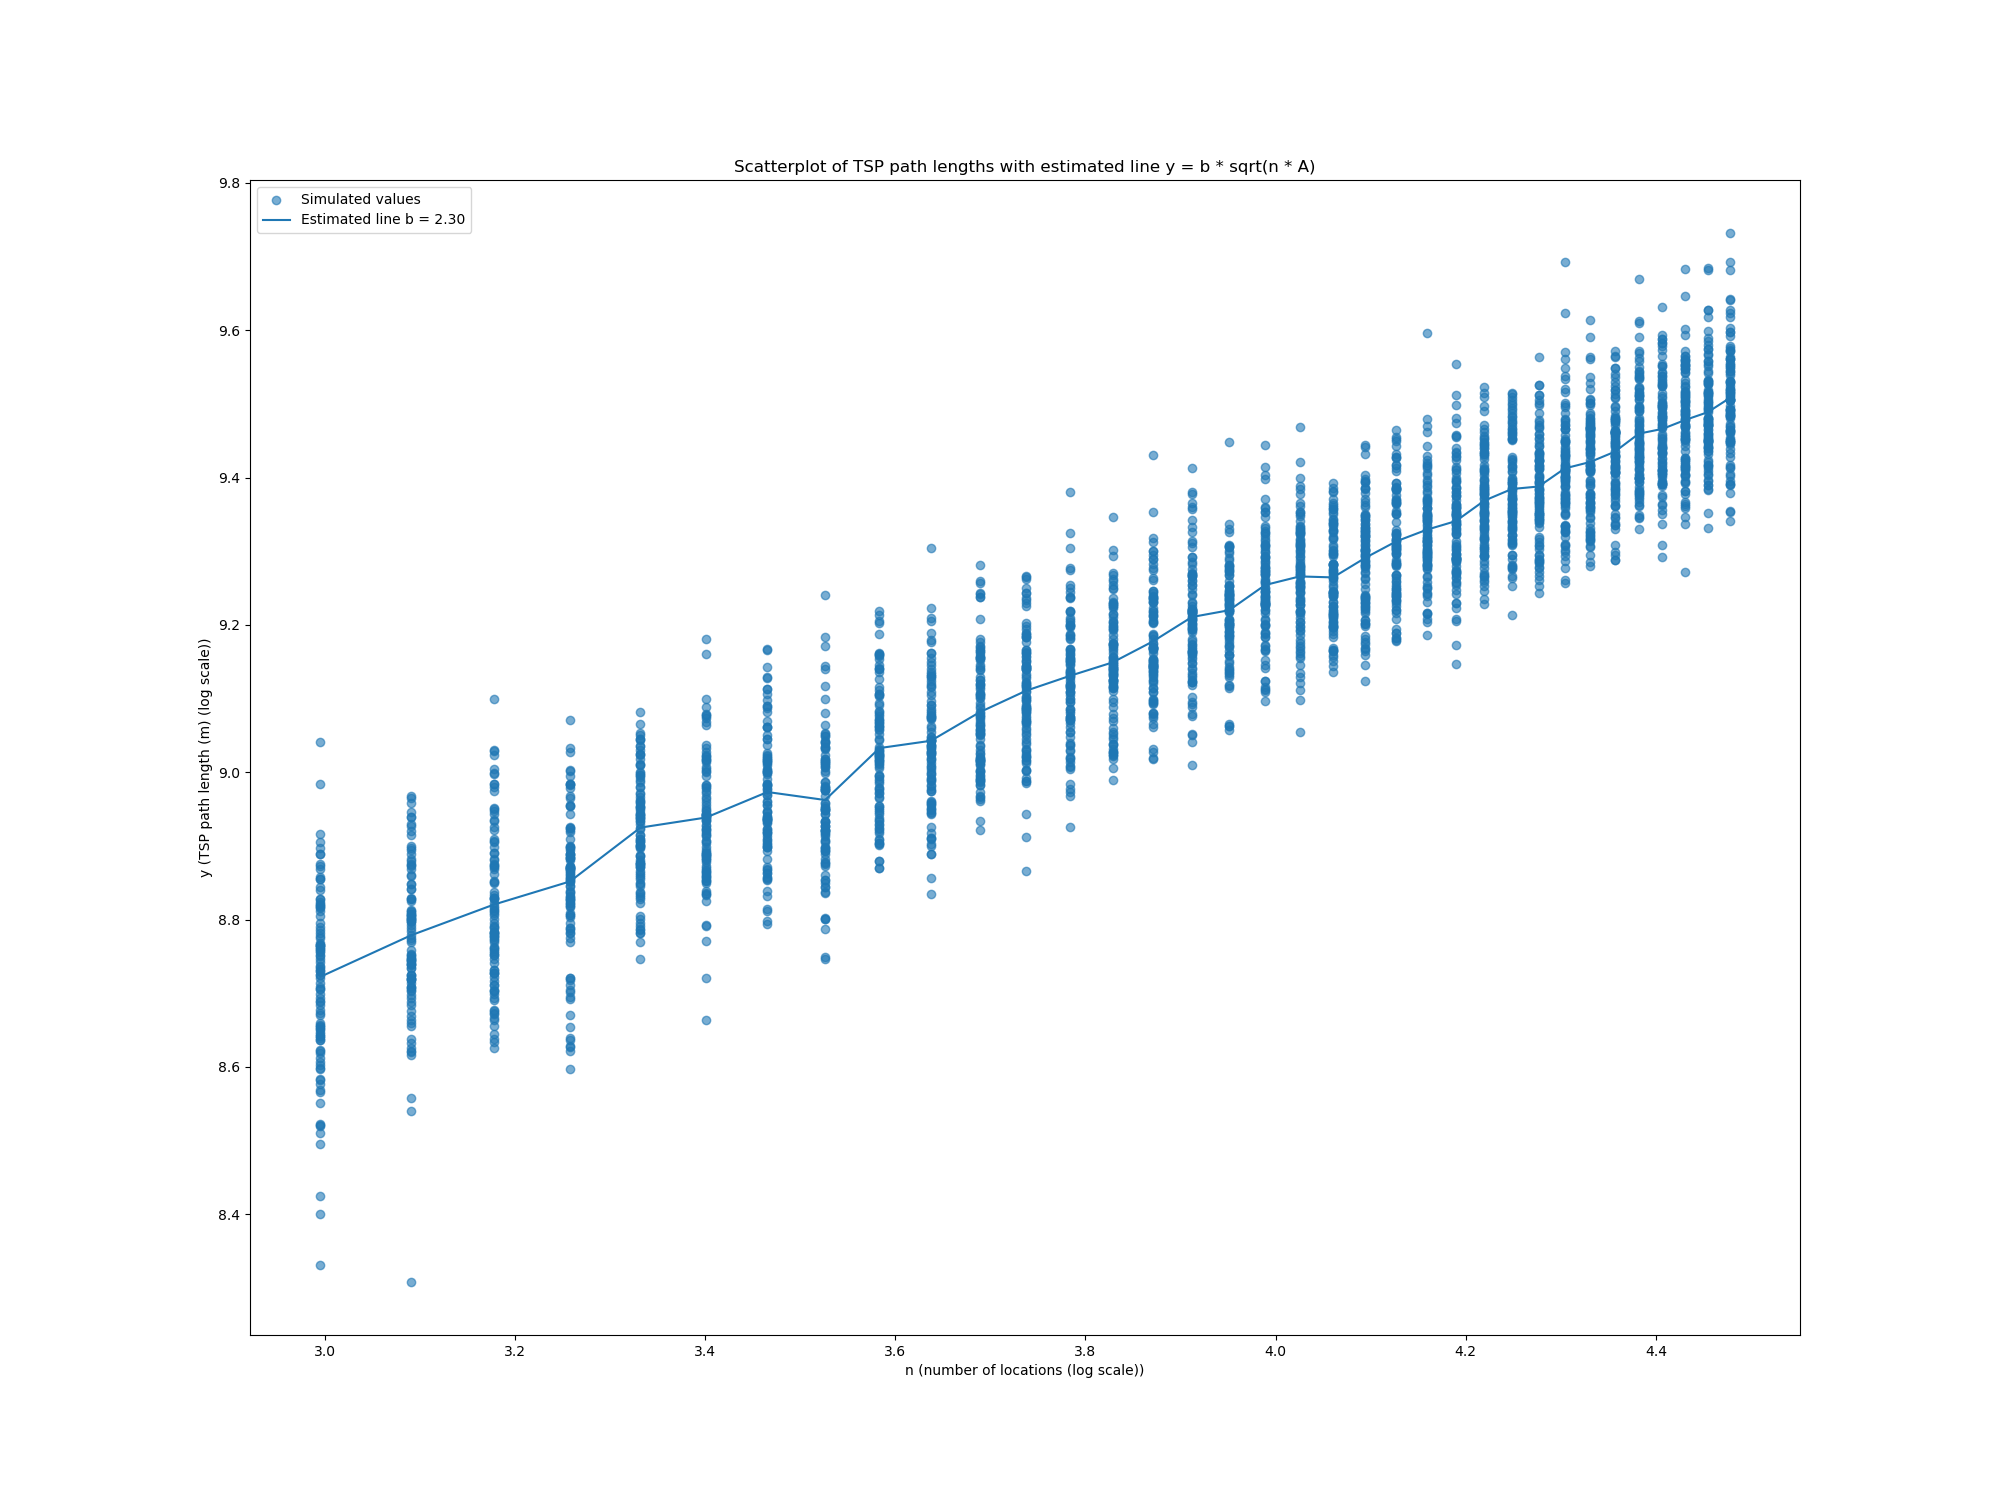 Scatterplot of TSP path lengths with estimated line y = b * sqrt(n * A)
Simulated values
Estimated line b = 2.30
y (TSP path length (m) (log scale))
9.8
9.6
9.4
9.2
9.0
8.8
8.6
8.4
3.0 3.2 3.4 3.6 3.8 4.0 4.2 4.4
n (number of locations (log scale))